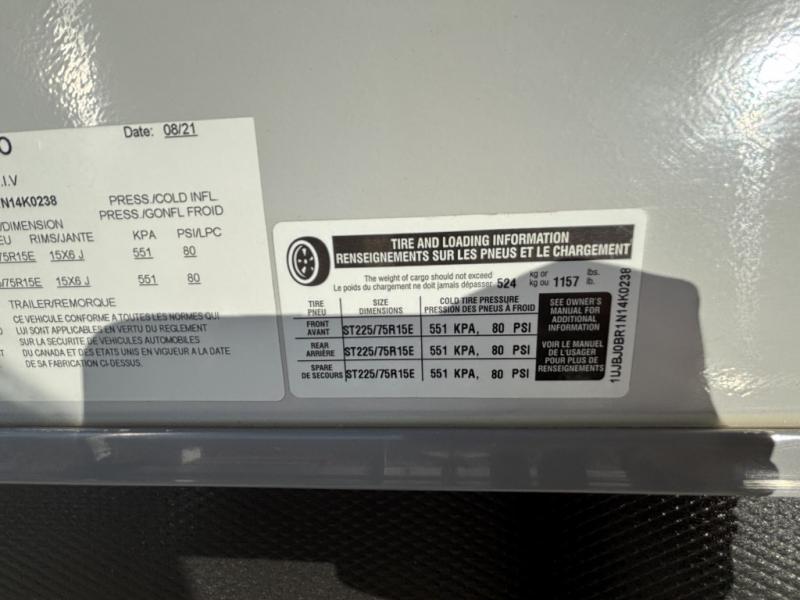 O
Date: 08/21
.I.V
N14K0238
PRESS./COLD INFL.
PRESS./GONFL FROID
/DIMENSION
EU RIMS/JANTE KPA PSI/LPC
75R15E 15X6 J 551 80
/75R15E 15X6 J 551 80
TRAILER/REMORQUE
CE VEHICULE CONFORME A TOUTES LES NORMES QUI
LUI SONT APPLICABLES EN VERTU DU REGLEMENT
SUR LA SECURITE DE VEHICULES AUTOMOBILES
DU CANADA ET DES ETATS UNIS EN VIGUEUR A LA DATE
DE SA FABRICATION CI-DESSUS.
TIRE AND LOADING INFORMATION
RENSEIGNEMENTS SUR LES PNEUS ET LE CHARGEMENT
The weight of cargo should not exceed
Le poids du chargement ne doit jamais dépasser 524 kg or kg ou 1157 lbs. lb.
TIRE
PNEU
SIZE
DIMENSIONS
COLD TIRE PRESSURE
PRESSION DES PNEUS À FROID
FRONT
AVANT
ST225/75R15E 551 KPA, 80 PSI
REAR
ARRIÈRE
ST225/75R15E 551 KPA, 80 PSI
SPARE
DE SECOURS
ST225/75R15E 551 KPA, 80 PSI
SEE OWNER'S
MANUAL FOR
ADDITIONAL
INFORMATION
VOIR LE MANUEL
DE L'USAGER
POUR PLUS DE
RENSEIGNEMENTS
1UJBJ0BR1N14K0238